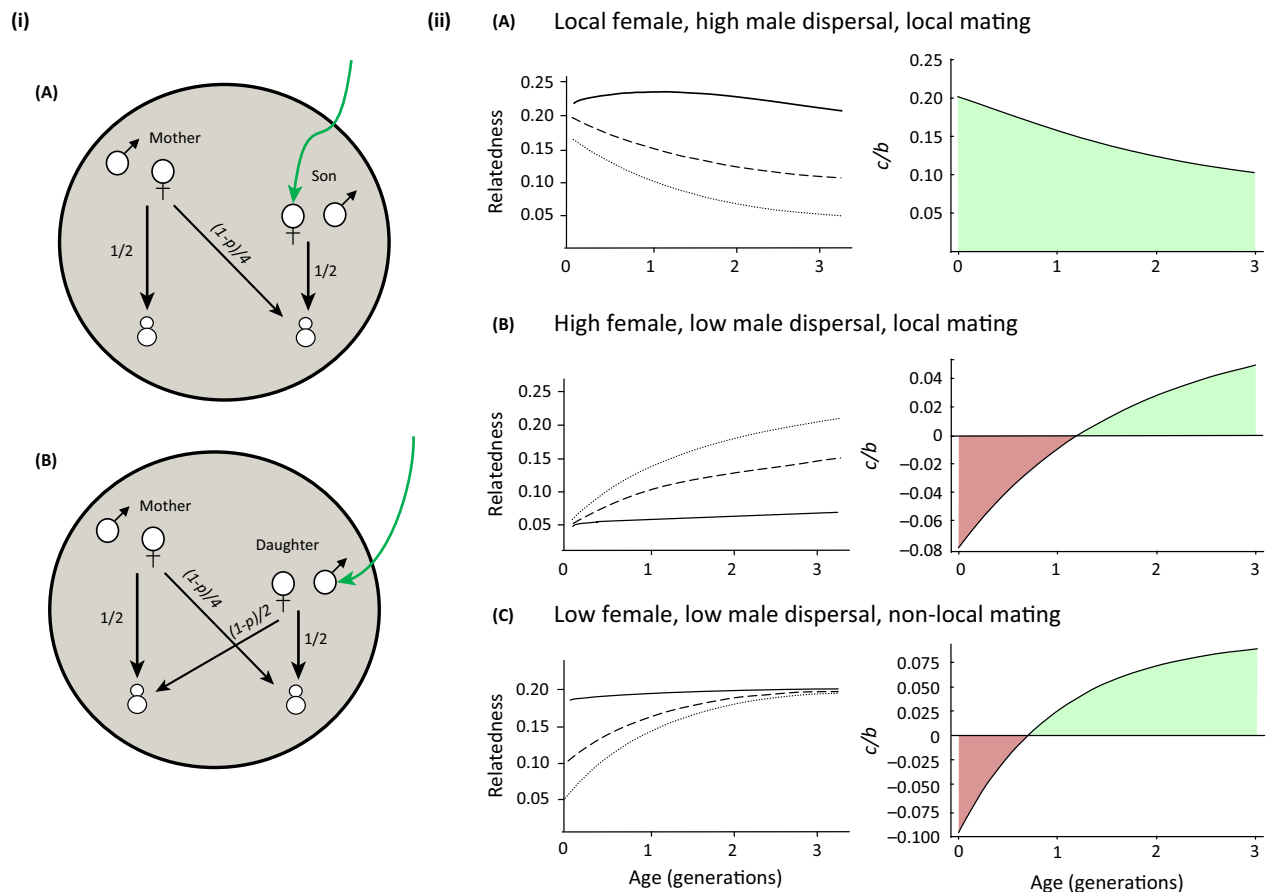 (i)
(A)
Mother
Son
1/2
(1-p)/4
1/2
(B)
Mother
Daughter
1/2
(1-p)/4
(1-p)/2
1/2
(ii)
(A) Local female, high male dispersal, local mating
Relatedness
0.25
0.20
0.15
0.10
0.05
0 1 2 3
c/b
0.25
0.20
0.15
0.10
0.05
0 1 2 3
(B) High female, low male dispersal, local mating
Relatedness
0.25
0.20
0.15
0.10
0.05
0 1 2 3
c/b
0.04
0.02
0
−0.02
−0.04
−0.06
−0.08
0 1 2 3
(C) Low female, low male dispersal, non-local mating
Relatedness
0.20
0.15
0.10
0.05
0 1 2 3
Age (generations)
c/b
0.075
0.050
0.025
0
−0.025
−0.050
−0.075
−0.100
0 1 2 3
Age (generations)